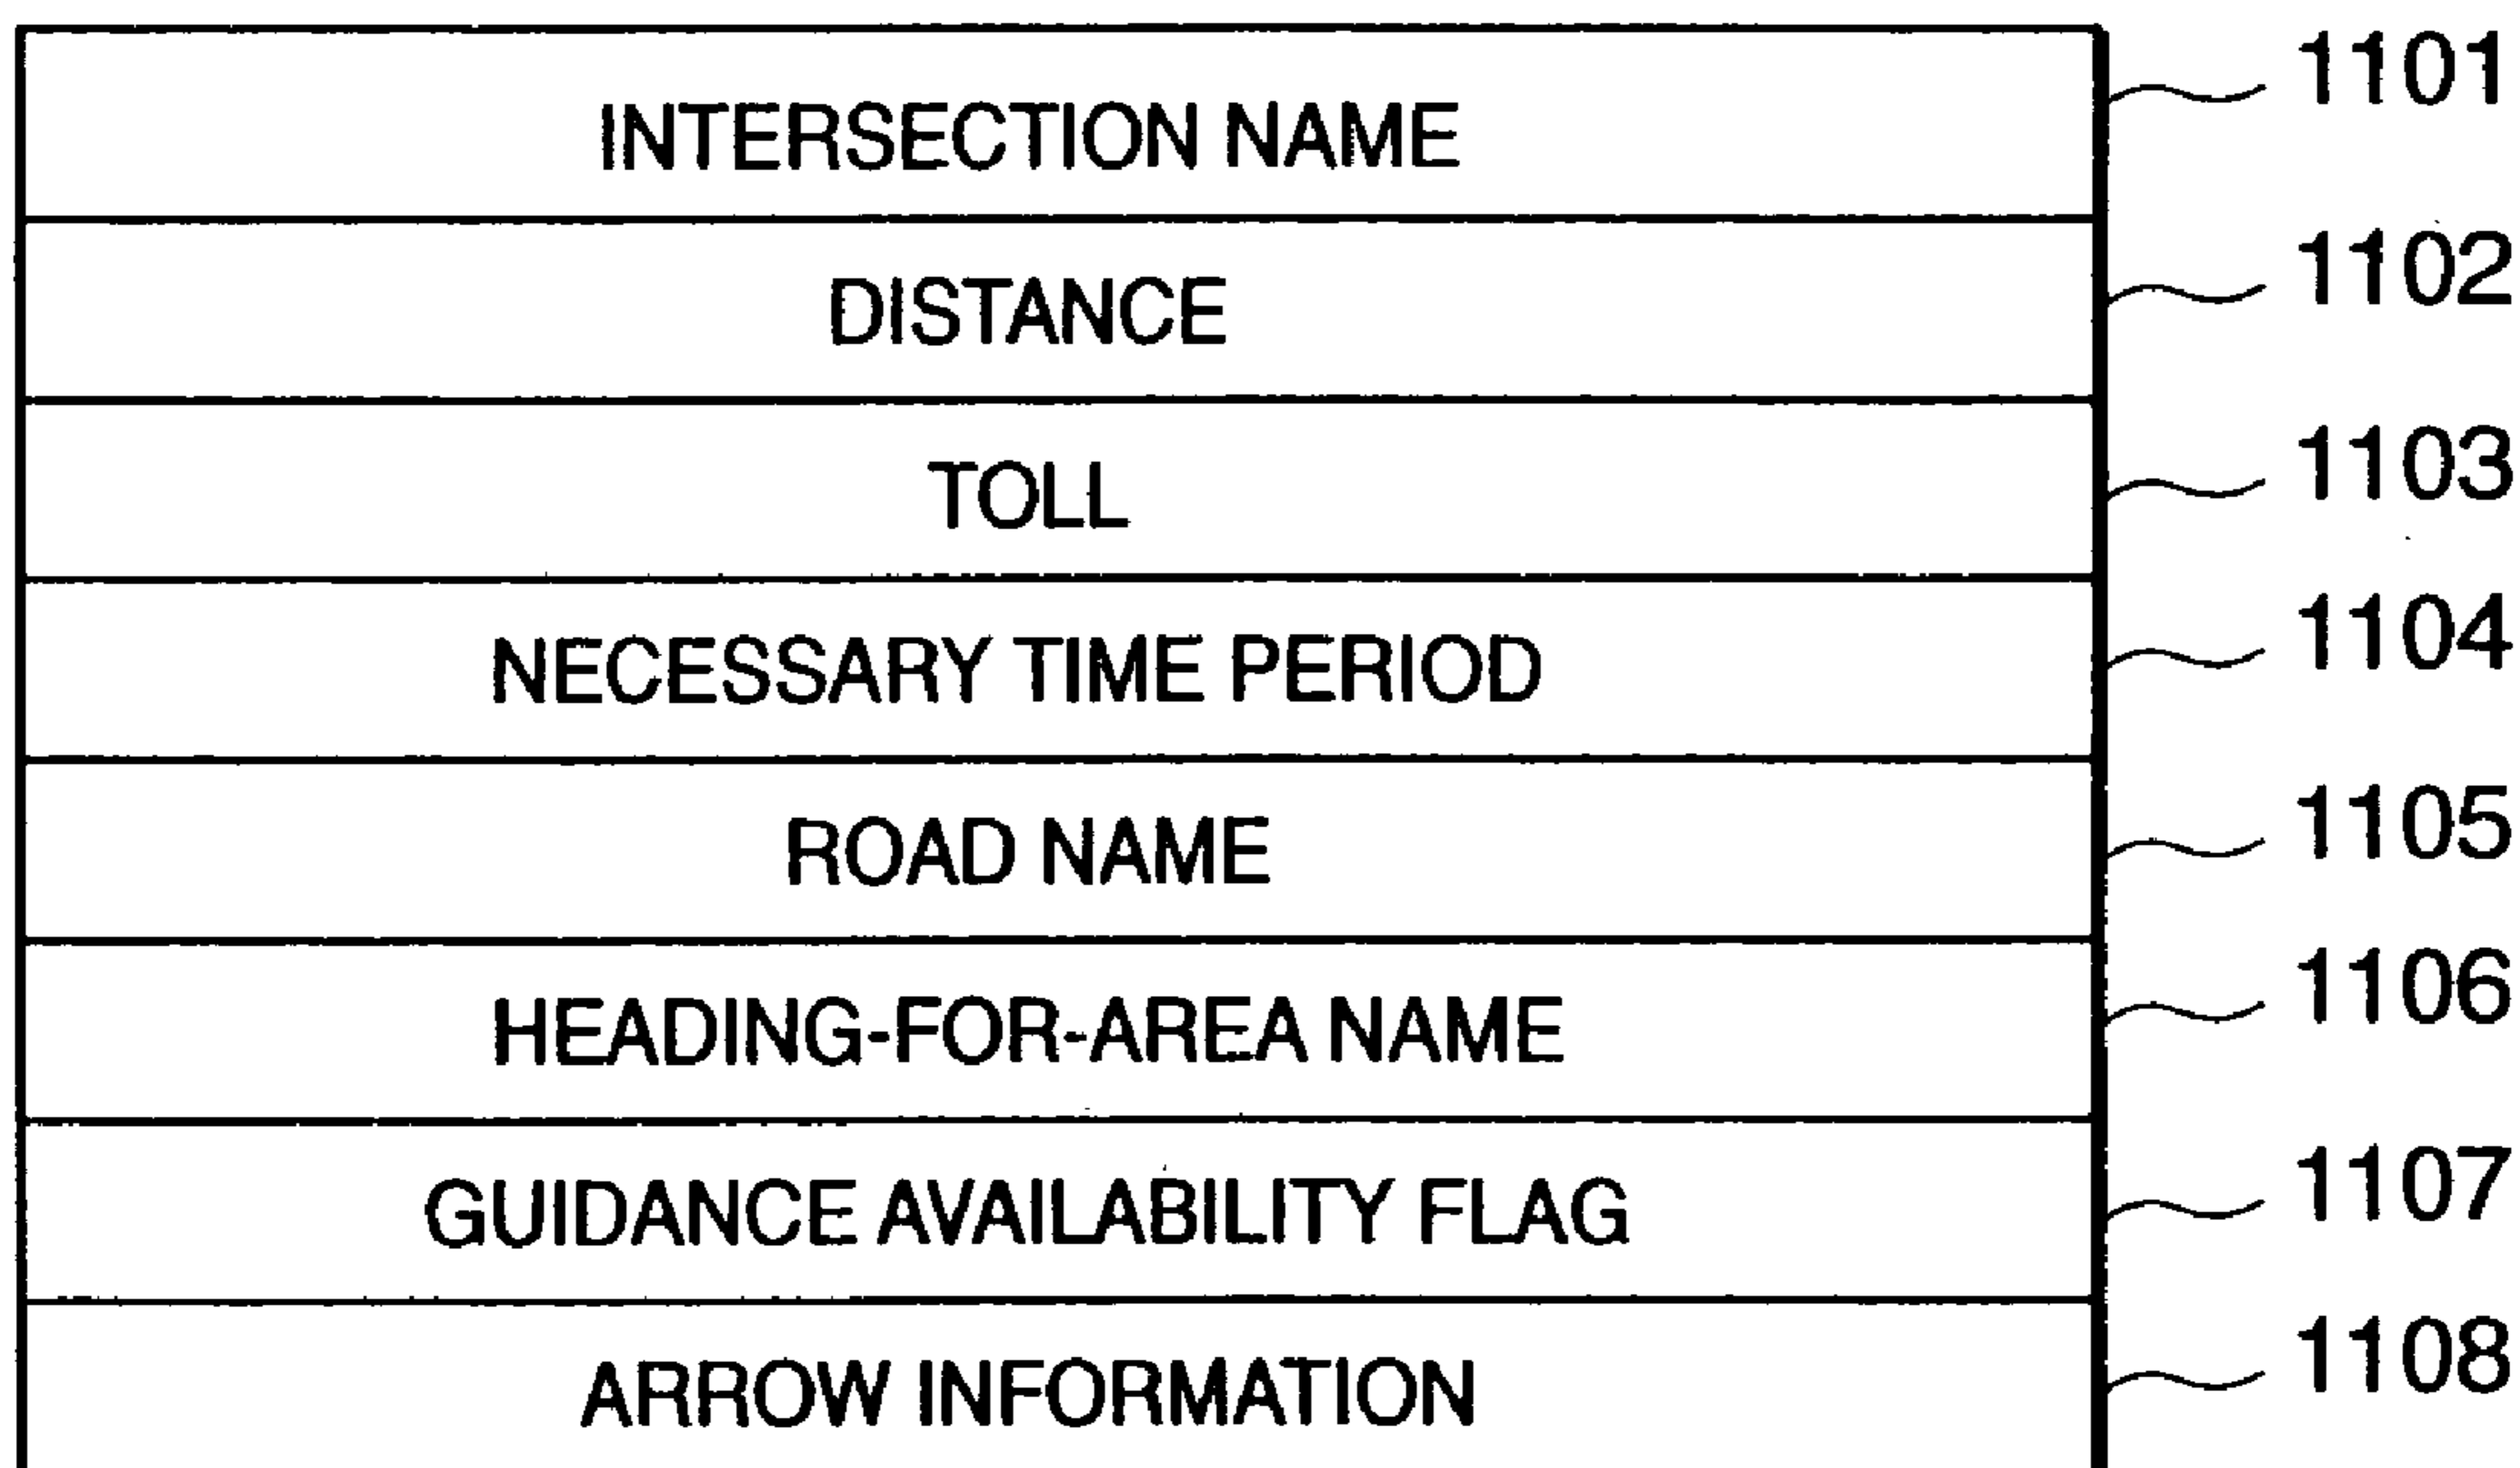 INTERSECTION NAME 1101
DISTANCE 1102
TOLL 1103
NECESSARY TIME PERIOD 1104
ROAD NAME 1105
HEADING-FOR-AREA NAME 1106
GUIDANCE AVAILABILITY FLAG 1107
ARROW INFORMATION 1108